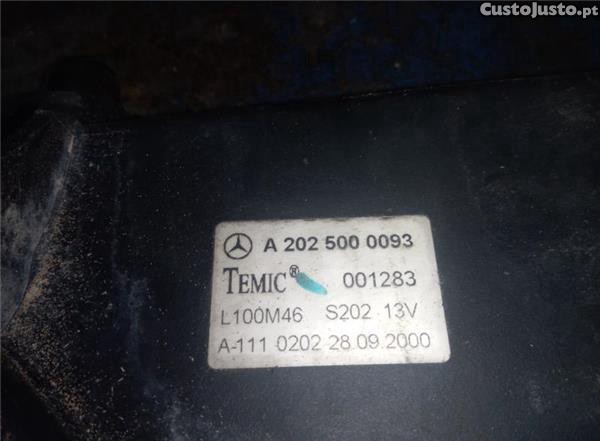 CustoJusto.pt
A 202 500 0093
TEMIC® 001283
L100M46 S202 13V
A-111 0202 28.09.2000